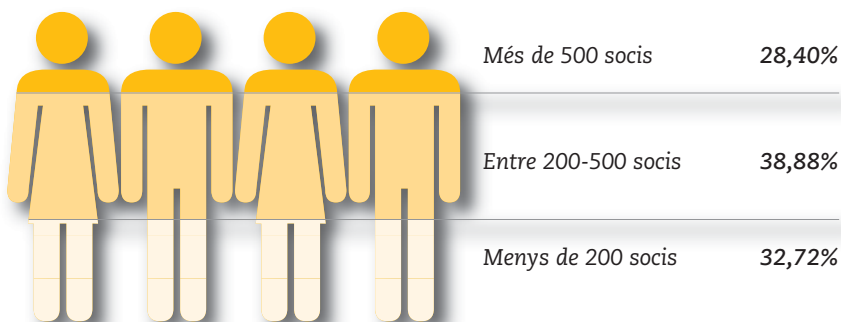 Més de 500 socis 28,40%
Entre 200-500 socis 38,88%
Menys de 200 socis 32,72%